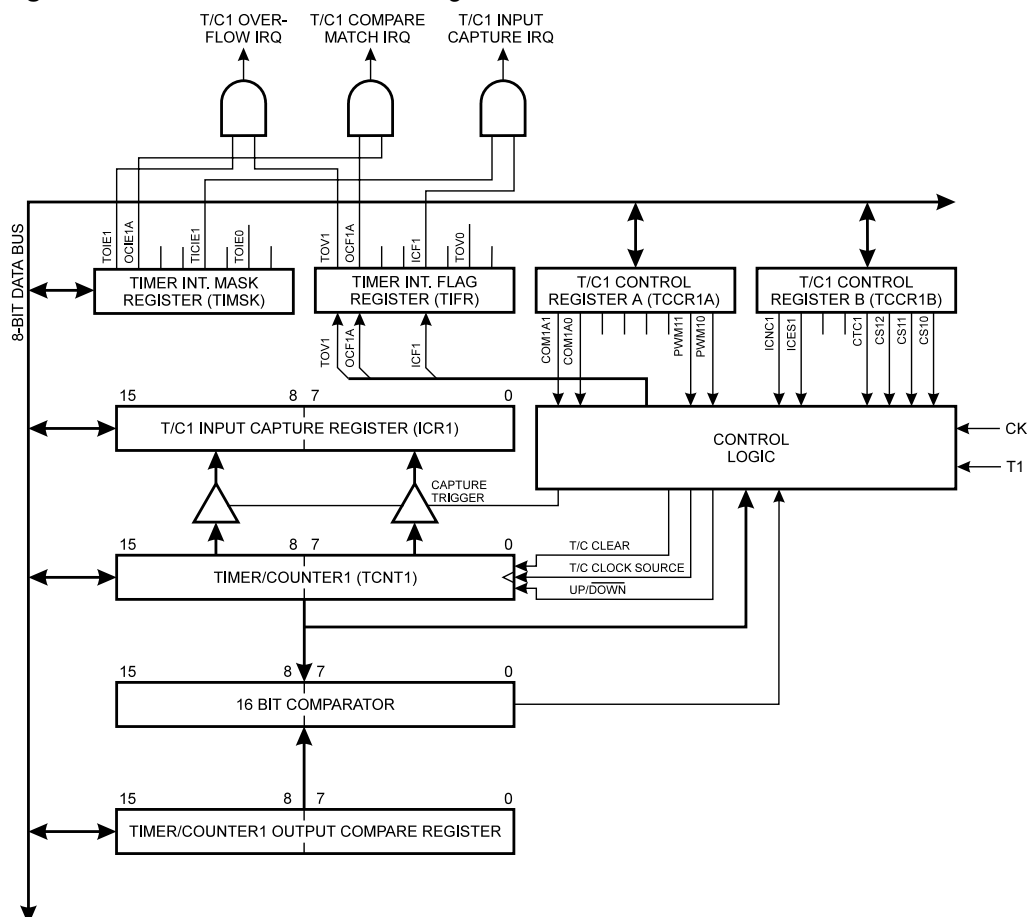 T/C1 OVER-
FLOW IRQ
T/C1 COMPARE
MATCH IRQ
T/C1 INPUT
CAPTURE IRQ
8-BIT DATA BUS
TOIE1
OCIE1A
TICIE1
TOIE0
TOV1
OCF1A
ICF1
TOV0
TIMER INT. MASK
REGISTER (TIMSK)
TIMER INT. FLAG
REGISTER (TIFR)
T/C1 CONTROL
REGISTER A (TCCR1A)
T/C1 CONTROL
REGISTER B (TCCR1B)
TOV1
OCF1A
ICF1
COM1A1
COM1A0
PWM11
PWM10
ICNC1
ICES1
CTC1
CS12
CS11
CS10
15
8
7
0
T/C1 INPUT CAPTURE REGISTER (ICR1)
CONTROL
LOGIC
CK
T1
CAPTURE
TRIGGER
15
8
7
0
TIMER/COUNTER1 (TCNT1)
T/C CLEAR
T/C CLOCK SOURCE
UP/DOWN
15
8
7
0
16 BIT COMPARATOR
15
8
7
0
TIMER/COUNTER1 OUTPUT COMPARE REGISTER